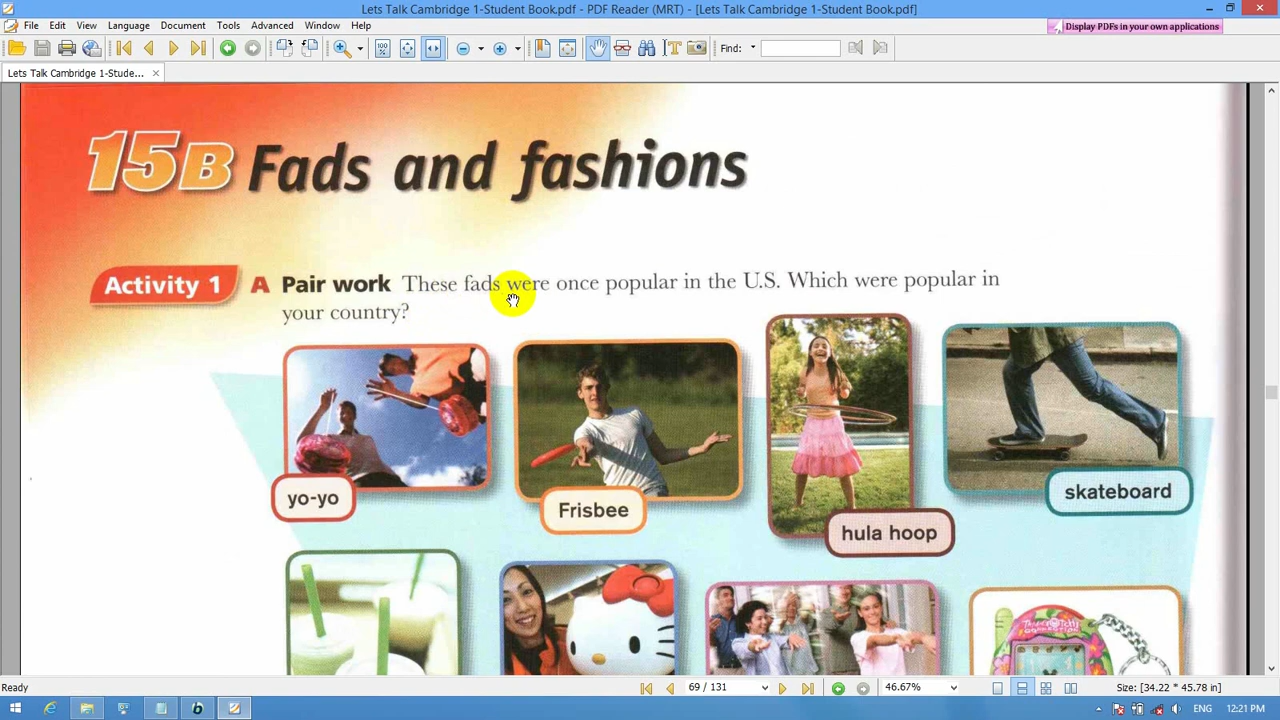 Lets Talk Cambridge 1-Student Book.pdf - PDF Reader (MRT) - [Lets Talk Cambridge 1-Student Book.pdf]
File Edit View Language Document Tools Advanced Window Help
Display PDFs in your own applications
Find:
Lets Talk Cambridge 1-Stude...
15B Fads and fashions
Activity 1 A Pair work These fads were once popular in the U.S. Which were popular in
your country?
yo-yo
Frisbee
hula hoop
skateboard
Ready
69 / 131
46.67%
Size: [34.22 * 45.78 in]
ENG 12:21 PM